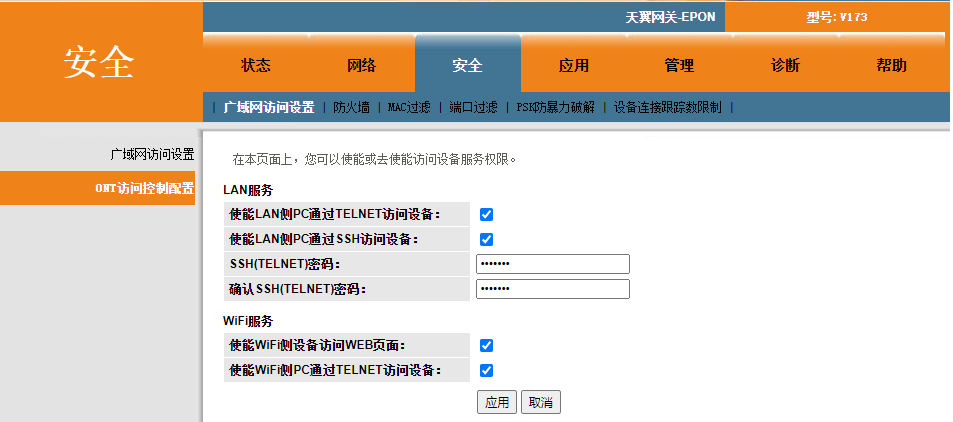 天翼网关-EPON 型号: V173
安全
状态 网络 安全 应用 管理 诊断 帮助
| 广域网访问设置 | 防火墙 | MAC过滤 | 端口过滤 | PSK防暴力破解 | 设备连接跟踪数限制 |
广域网访问设置
ONT访问控制配置
在本页面上，您可以使能或去使能访问设备服务权限。
LAN服务
使能LAN侧PC通过TELNET访问设备：
使能LAN侧PC通过SSH访问设备：
SSH(TELNET)密码： •••••••
确认SSH(TELNET)密码： •••••••
WiFi服务
使能WiFi侧设备访问WEB页面：
使能WiFi侧PC通过TELNET访问设备：
应用 取消